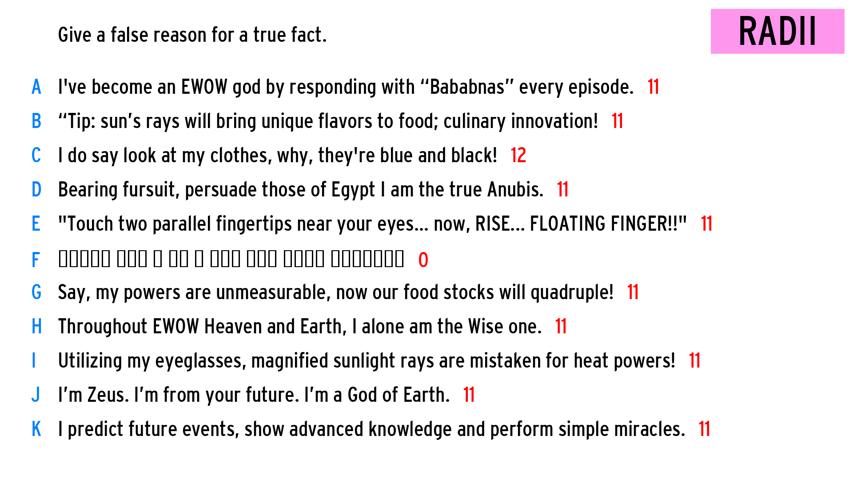 Give a false reason for a true fact.
RADII
A I've become an EWOW god by responding with “Bababnas” every episode. 11
B “Tip: sun’s rays will bring unique flavors to food; culinary innovation! 11
C I do say look at my clothes, why, they're blue and black! 12
D Bearing fursuit, persuade those of Egypt I am the true Anubis. 11
E "Touch two parallel fingertips near your eyes... now, RISE... FLOATING FINGER!!" 11
F 0
G Say, my powers are unmeasurable, now our food stocks will quadruple! 11
H Throughout EWOW Heaven and Earth, I alone am the Wise one. 11
I Utilizing my eyeglasses, magnified sunlight rays are mistaken for heat powers! 11
J I’m Zeus. I’m from your future. I’m a God of Earth. 11
K I predict future events, show advanced knowledge and perform simple miracles. 11